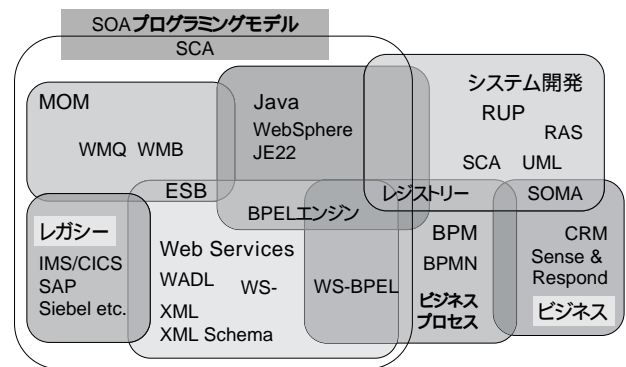 SOAプログラミングモデル
SCA
MOM
WMQ WMB
Java
WebSphere
JE22
システム開発
RUP
RAS
SCA UML
ESB
BPELエンジン
レジストリー
SOMA
レガシー
IMS/CICS
SAP
Siebel etc.
Web Services
WADL WS-
XML
XML Schema
WS-BPEL
BPM
BPMN
ビジネス
プロセス
CRM
Sense &
Respond
ビジネス